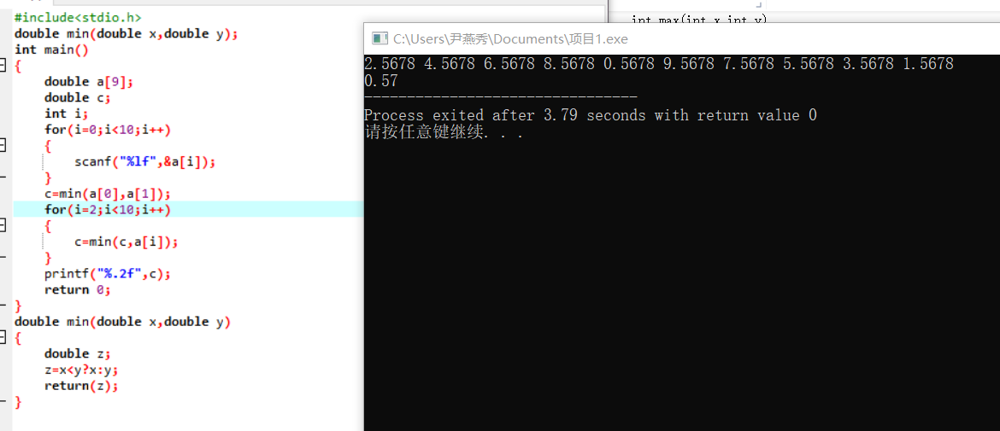 #include<stdio.h>
double min(double x,double y);
int main()
{
double a[9];
double c;
int i;
for(i=0;i<10;i++)
{
scanf("%lf",&a[i]);
}
c=min(a[0],a[1]);
for(i=2;i<10;i++)
{
c=min(c,a[i]);
}
printf("%.2f",c);
return 0;
}
double min(double x,double y)
{
double z;
z=x<y?x:y;
return(z);
}
int max(int x,int y)
C:\Users\尹燕秀\Documents\项目1.exe
2.5678 4.5678 6.5678 8.5678 0.5678 9.5678 7.5678 5.5678 3.5678 1.5678
0.57
--------------------------------
Process exited after 3.79 seconds with return value 0
请按任意键继续. . .